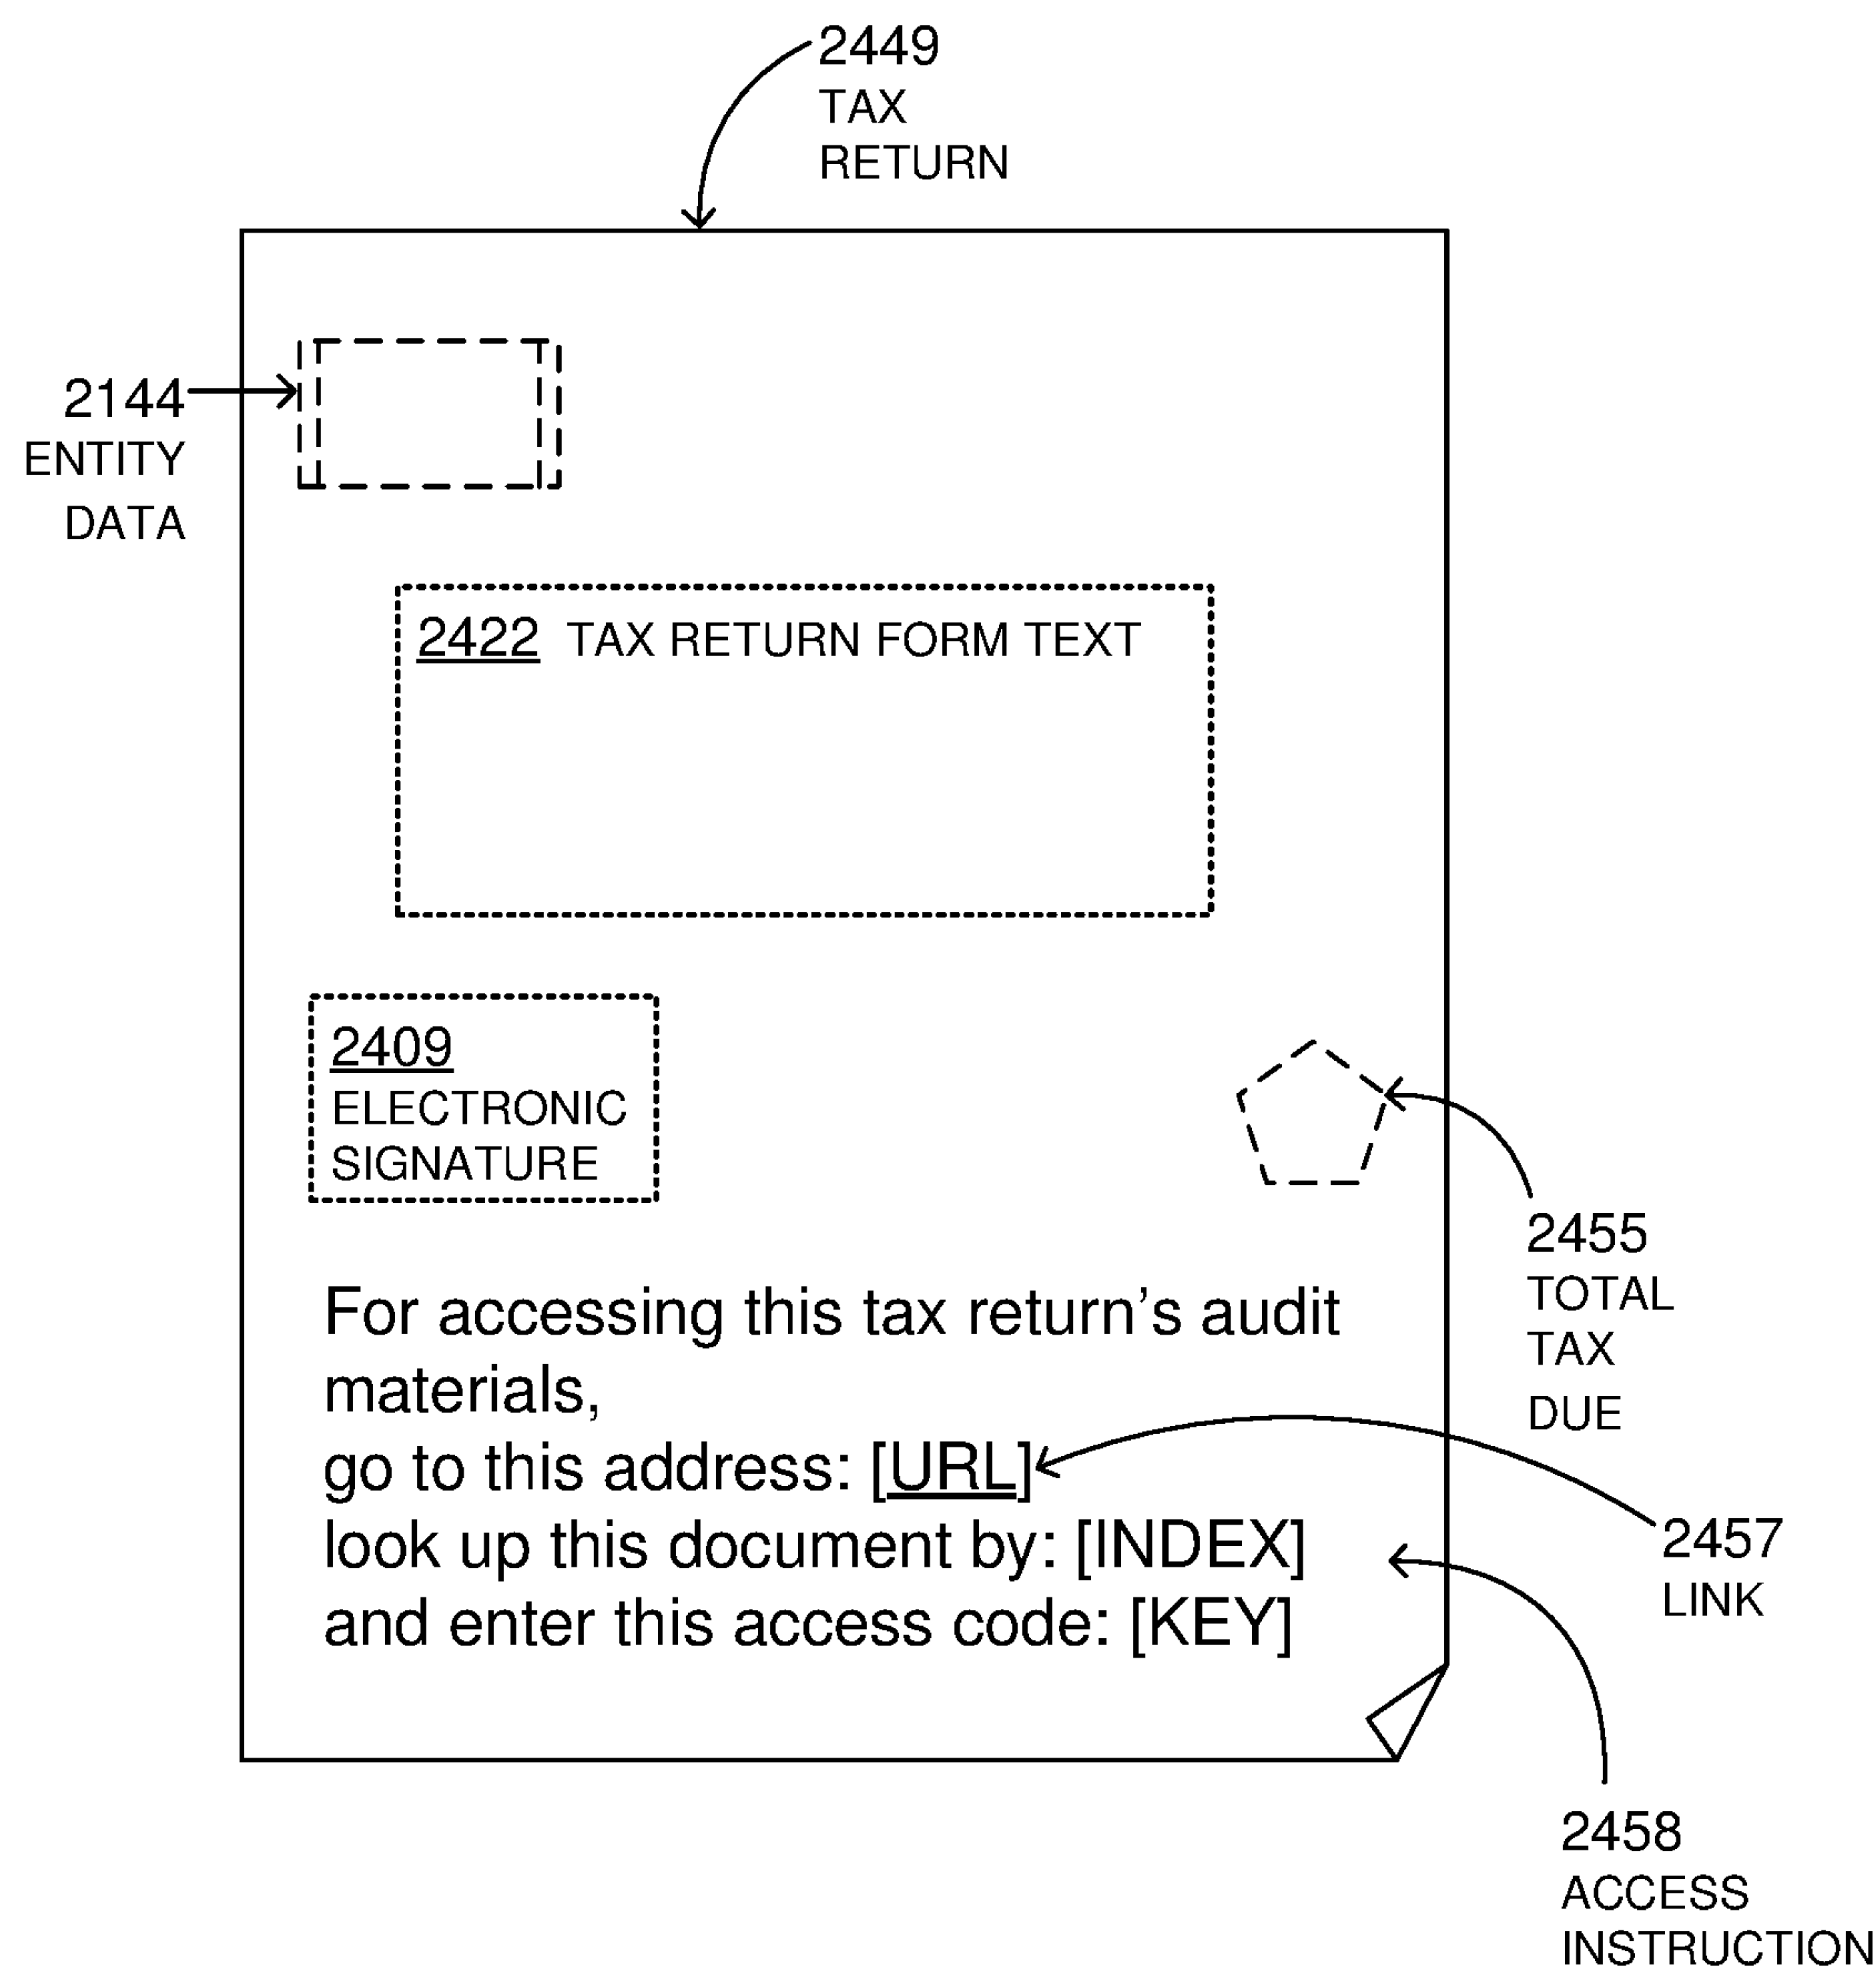 2449
TAX
RETURN
2144
ENTITY
DATA
2422 TAX RETURN FORM TEXT
2409
ELECTRONIC
SIGNATURE
2455
TOTAL
TAX
DUE
For accessing this tax return’s audit
materials,
go to this address: [URL]
look up this document by: [INDEX]
and enter this access code: [KEY]
2457
LINK
2458
ACCESS
INSTRUCTION